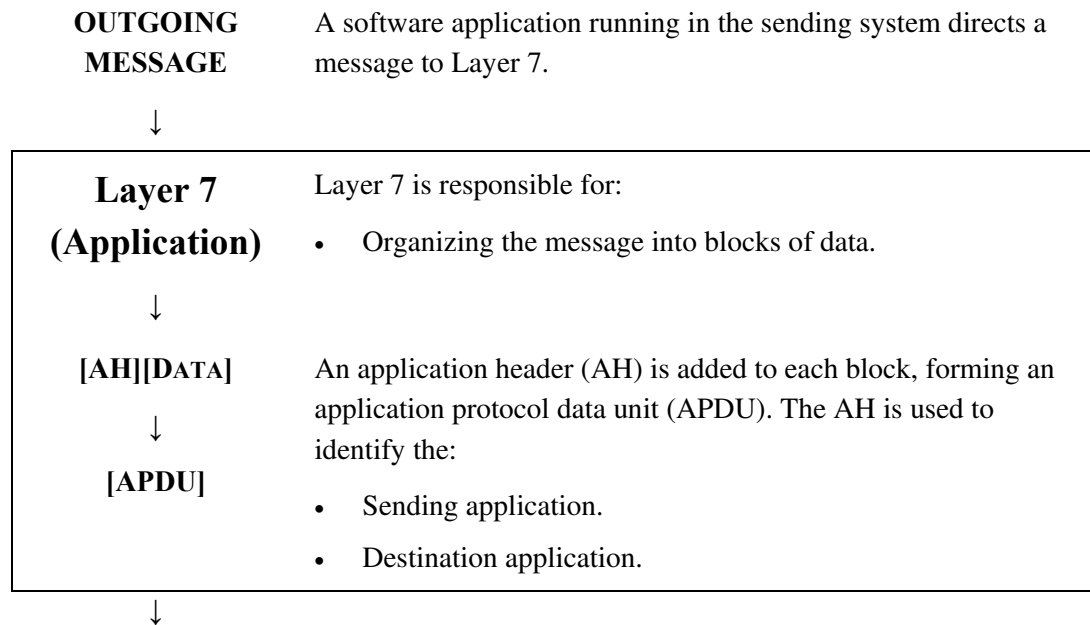 OUTGOING MESSAGE
A software application running in the sending system directs a
message to Layer 7.
↓
Layer 7
(Application)
Layer 7 is responsible for:
• Organizing the message into blocks of data.
↓
[AH][DATA]
An application header (AH) is added to each block, forming an
application protocol data unit (APDU). The AH is used to
identify the:
↓
[APDU]
• Sending application.
• Destination application.
↓